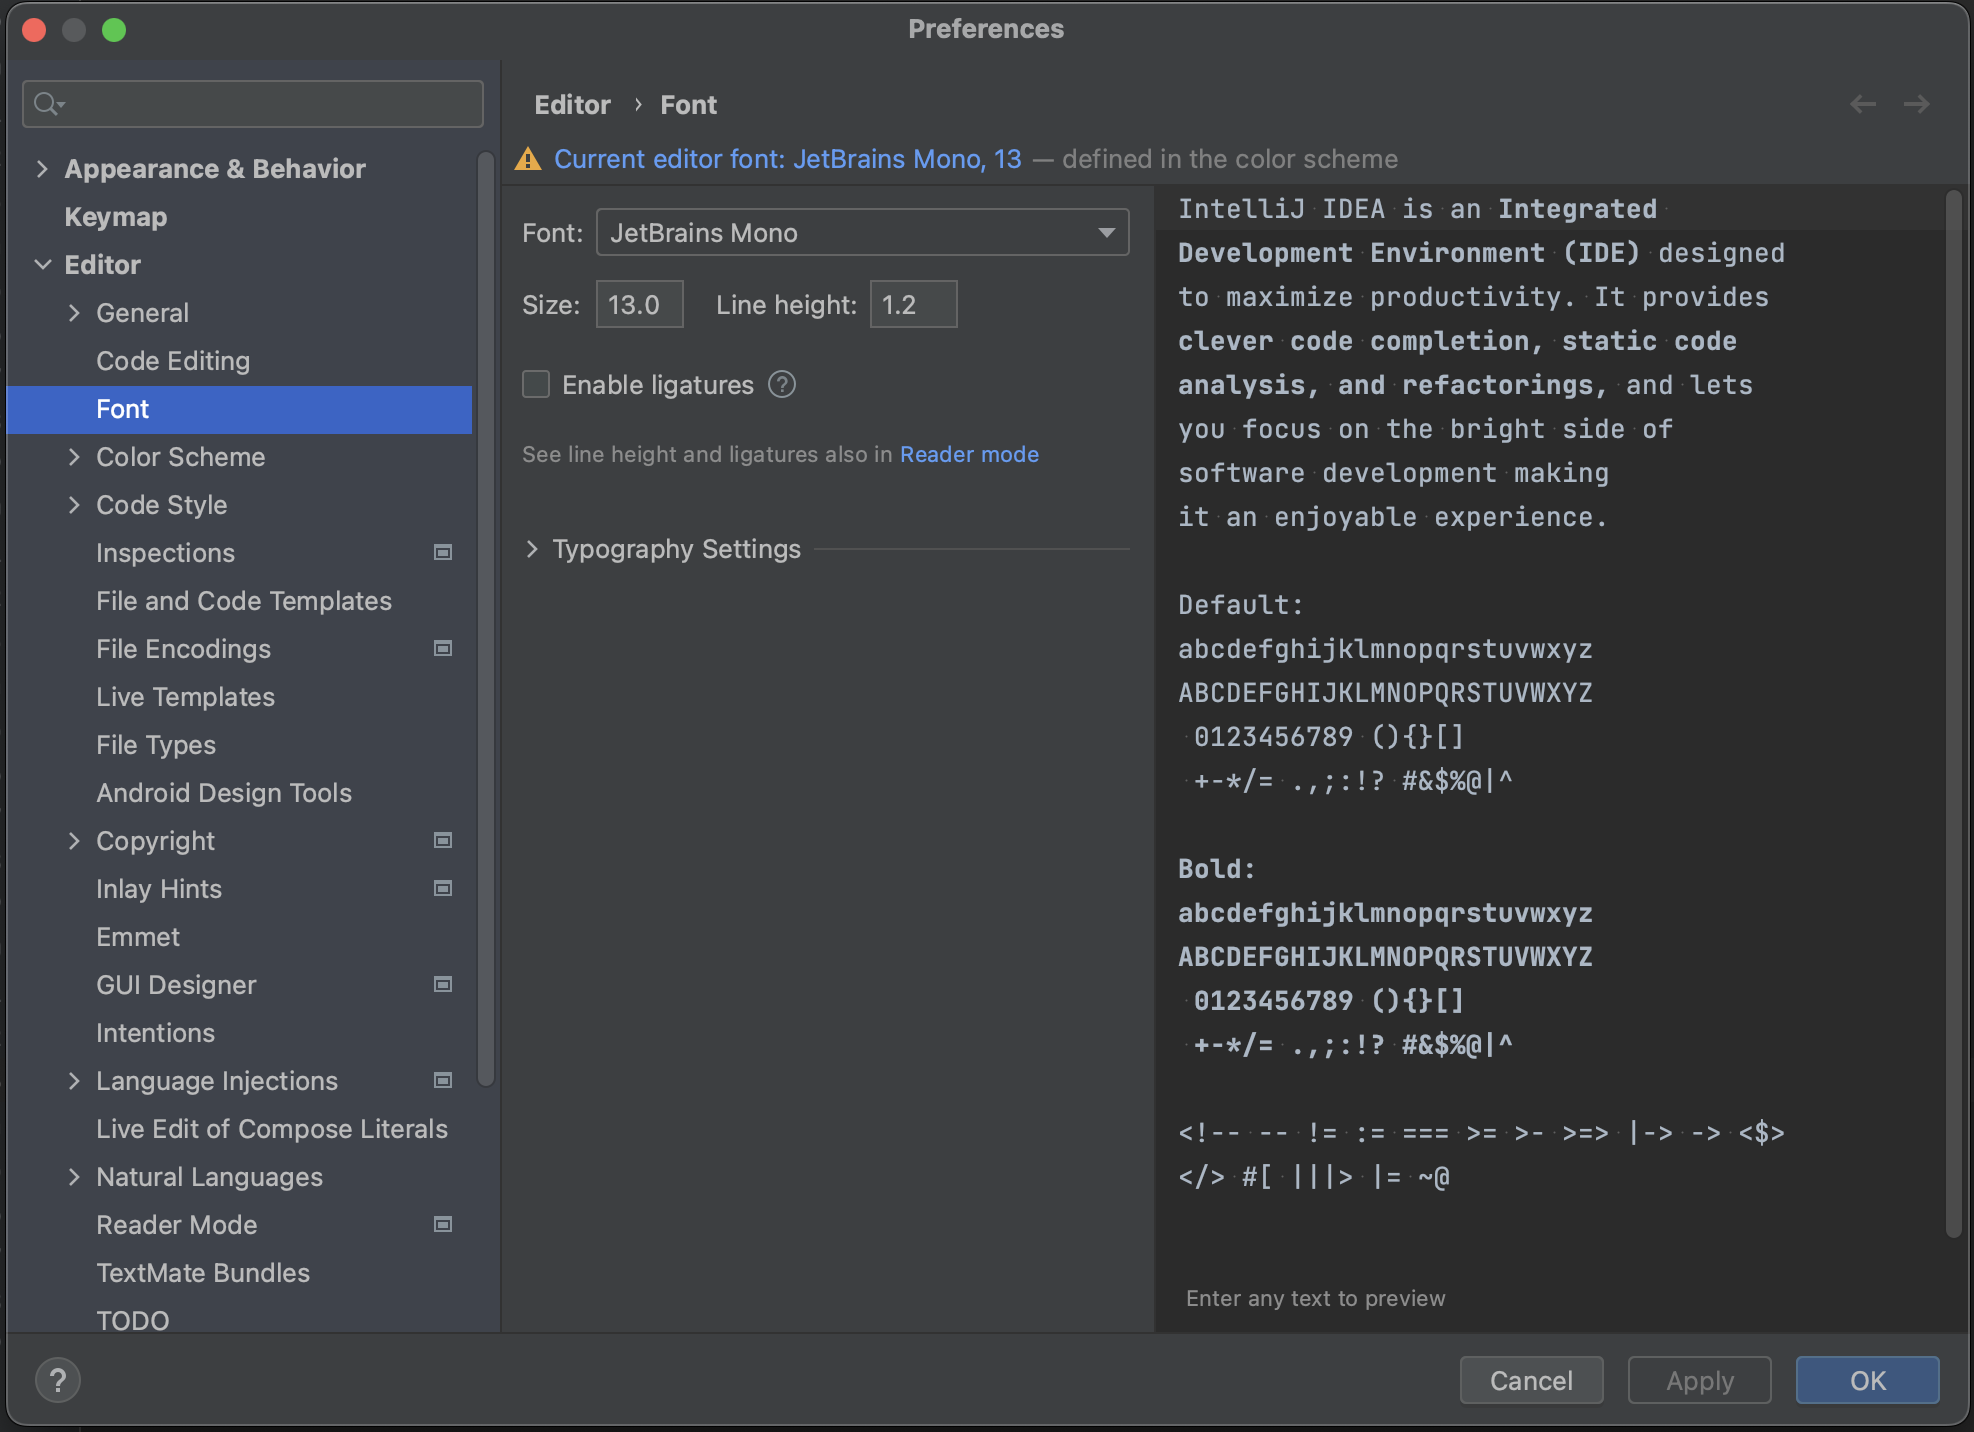 Preferences
Appearance & Behavior
Keymap
Editor
General
Code Editing
Font
Color Scheme
Code Style
Inspections
File and Code Templates
File Encodings
Live Templates
File Types
Android Design Tools
Copyright
Inlay Hints
Emmet
GUI Designer
Intentions
Language Injections
Live Edit of Compose Literals
Natural Languages
Reader Mode
TextMate Bundles
TODO
Editor › Font
Current editor font: JetBrains Mono, 13 — defined in the color scheme
Font: JetBrains Mono
Size: 13.0 Line height: 1.2
Enable ligatures ?
See line height and ligatures also in Reader mode
Typography Settings
IntelliJ IDEA is an Integrated
Development Environment (IDE) designed
to maximize productivity. It provides
clever code completion, static code
analysis, and refactorings, and lets
you focus on the bright side of
software development making
it an enjoyable experience.
Default:
abcdefghijklmnopqrstuvwxyz
ABCDEFGHIJKLMNOPQRSTUVWXYZ
0123456789 (){}[]
+-*/= .,;:!? #&$%@|^
Bold:
abcdefghijklmnopqrstuvwxyz
ABCDEFGHIJKLMNOPQRSTUVWXYZ
0123456789 (){}[]
+-*/= .,;:!? #&$%@|^
<!-- -- != := === >= >- >=> |-> -> <$>
</> #[ |||> |= ~@
Enter any text to preview
? Cancel Apply OK